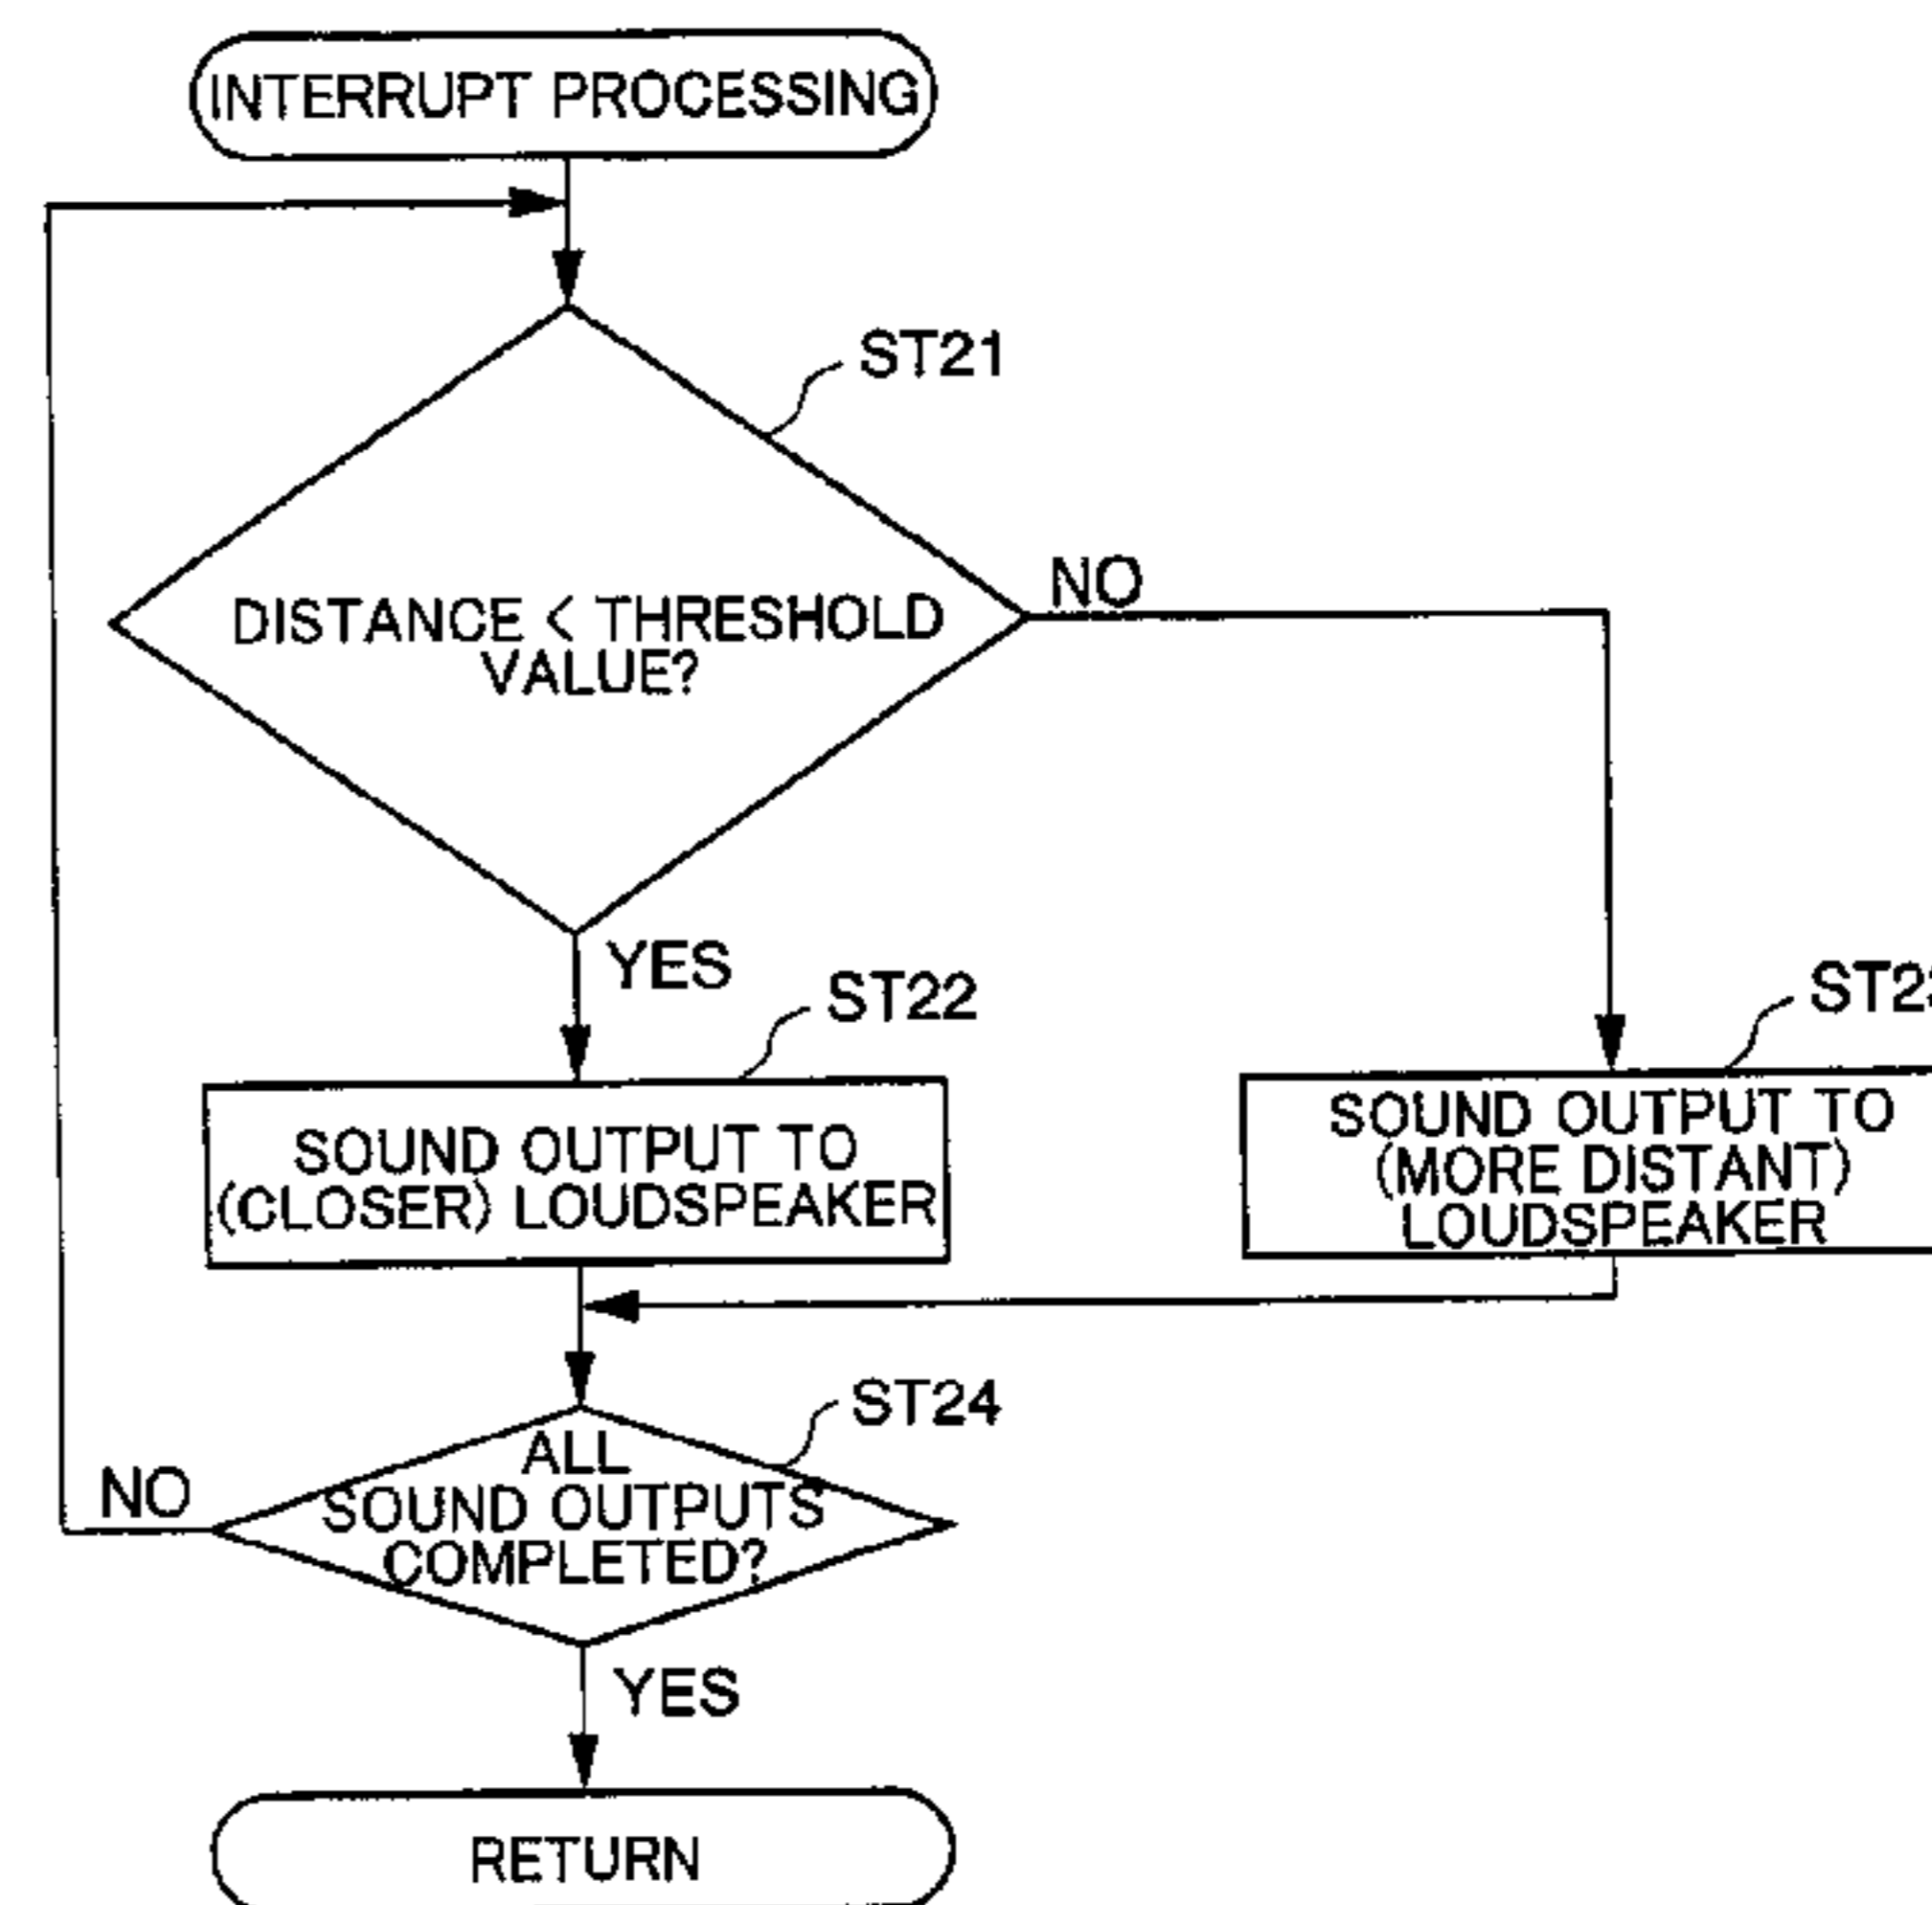 INTERRUPT PROCESSING
ST21
DISTANCE < THRESHOLD
VALUE?
NO
YES
ST22
SOUND OUTPUT TO
(CLOSER) LOUDSPEAKER
SOUND OUTPUT TO
(MORE DISTANT)
LOUDSPEAKER
ST24
ALL
SOUND OUTPUTS
COMPLETED?
NO
YES
RETURN